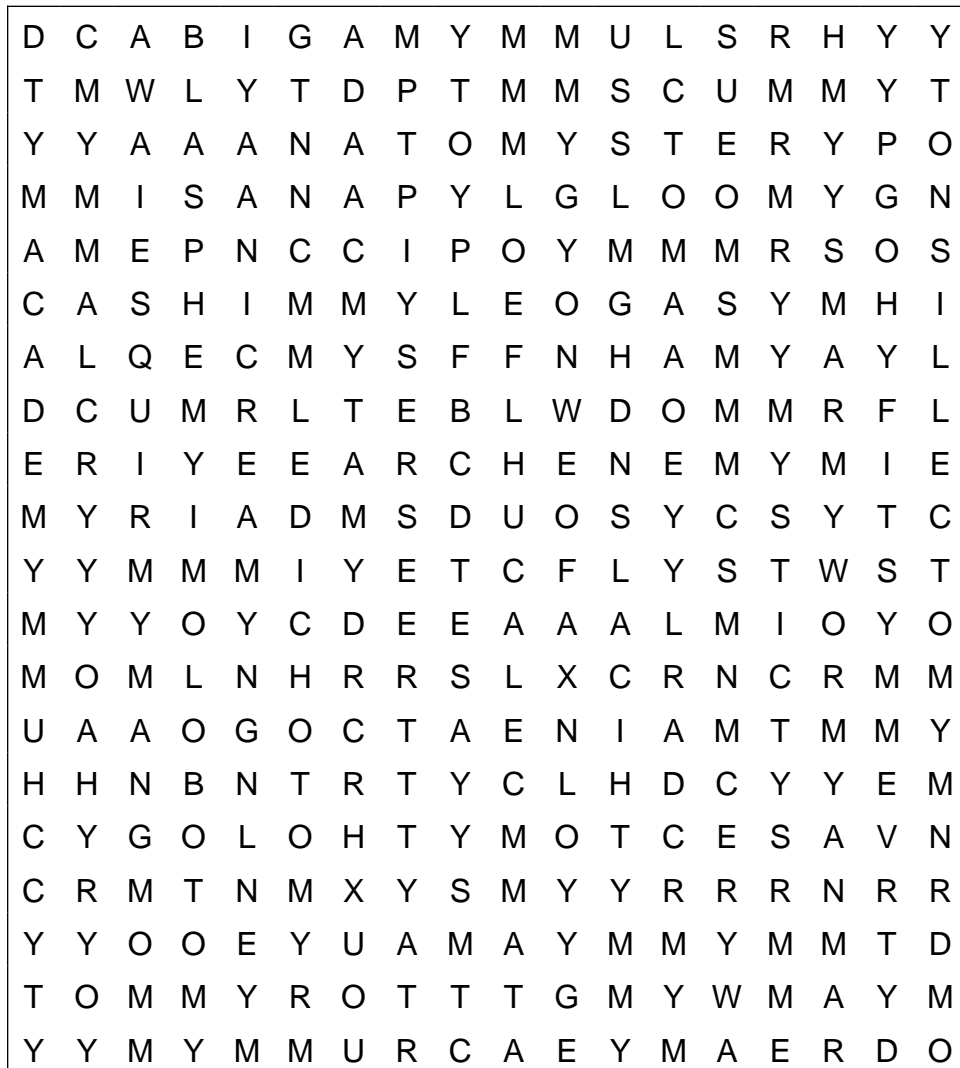 D C A B I G A M Y M M U L S R H Y Y
T M W L Y T D P T M M S C U M M Y T
Y Y A A A N A T O M Y S T E R Y P O
M M I S A N A P Y L G L O O M Y G N
A M E P N C C I P O Y M M M R S O S
C A S H I M M Y L E O G A S Y M H I
A L Q E C M Y S F F N H A M Y A Y L
D C U M R L T E B L W D O M M R F L
E R I Y E E A R C H E N E M Y M I E
M Y R I A D M S D U O S Y C S Y T C
Y Y M M M I Y E T C F L Y S T W S T
M Y Y O Y C D E E A A A L M I O Y O
M O M L N H R R S L X C R N C R M M
U A A O G O C T A E N I A M T M M Y
H H N B N T R T Y C L H D C Y Y E M
C Y G O L O H T Y M O T C E S A V N
C R M T N M X Y S M Y Y R R R N R R
Y Y O O E Y U A M A Y M M Y M M T D
T O M M Y R O T T T G M Y W M A Y M
Y Y M Y M M U R C A E Y M A E R D O